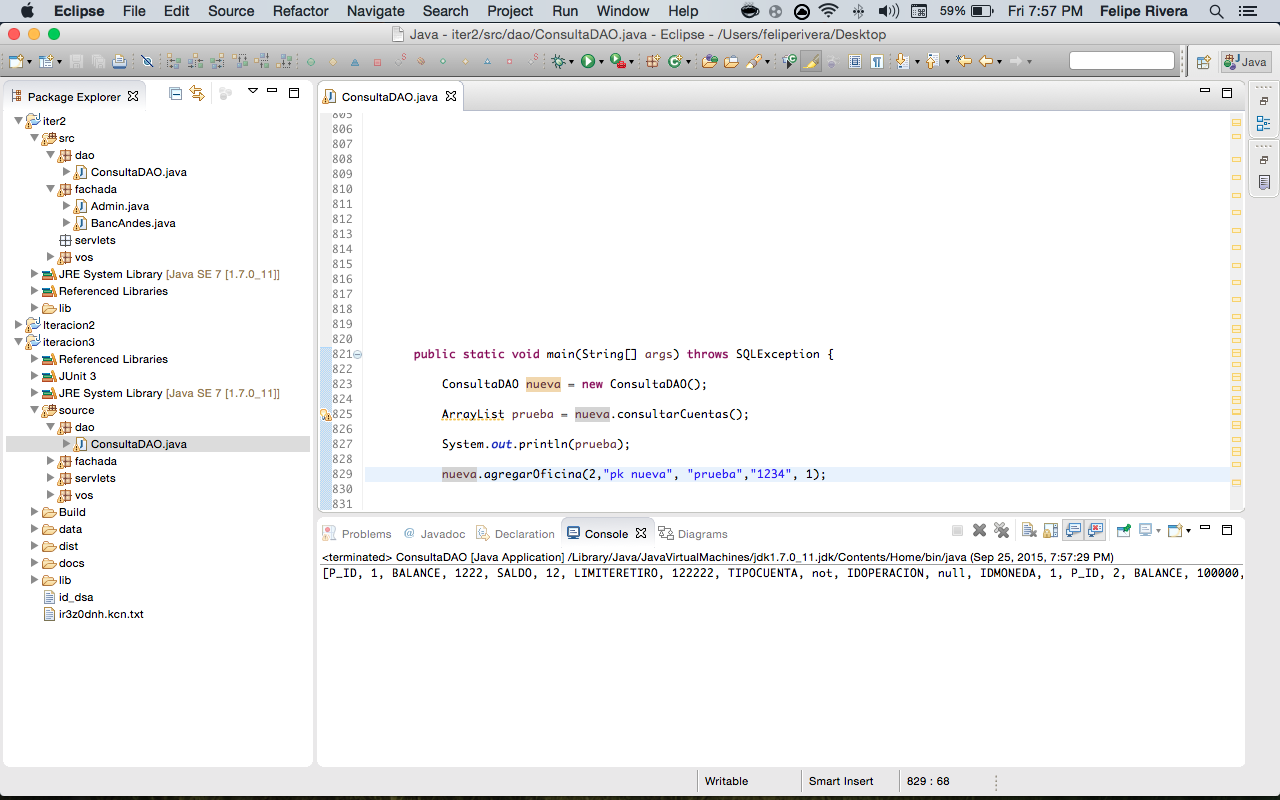 Eclipse File Edit Source Refactor Navigate Search Project Run Window Help 59% Fri 7:57 PM Felipe Rivera
Java - iter2/src/dao/ConsultaDAO.java - Eclipse - /Users/feliperivera/Desktop
Java
Package Explorer
iter2
src
dao
ConsultaDAO.java
fachada
Admin.java
BancAndes.java
servlets
vos
JRE System Library [Java SE 7 [1.7.0_11]]
Referenced Libraries
lib
Iteracion2
iteracion3
Referenced Libraries
JUnit 3
JRE System Library [Java SE 7 [1.7.0_11]]
source
dao
ConsultaDAO.java
fachada
servlets
vos
Build
data
dist
docs
lib
id_dsa
ir3z0dnh.kcn.txt
ConsultaDAO.java
805
806
807
808
809
810
811
812
813
814
815
816
817
818
819
820
821 public static void main(String[] args) throws SQLException {
822
823 ConsultaDAO nueva = new ConsultaDAO();
824
825 ArrayList prueba = nueva.consultarCuentas();
826
827 System.out.println(prueba);
828
829 nueva.agregarOficina(2,"pk nueva", "prueba","1234", 1);
830
831
Problems @ Javadoc Declaration Console Diagrams
<terminated> ConsultaDAO [Java Application] /Library/Java/JavaVirtualMachines/jdk1.7.0_11.jdk/Contents/Home/bin/java (Sep 25, 2015, 7:57:29 PM)
[P_ID, 1, BALANCE, 1222, SALDO, 12, LIMITERETIRO, 122222, TIPOCUENTA, not, IDOPERACION, null, IDMONEDA, 1, P_ID, 2, BALANCE, 100000,
Writable Smart Insert 829 : 68